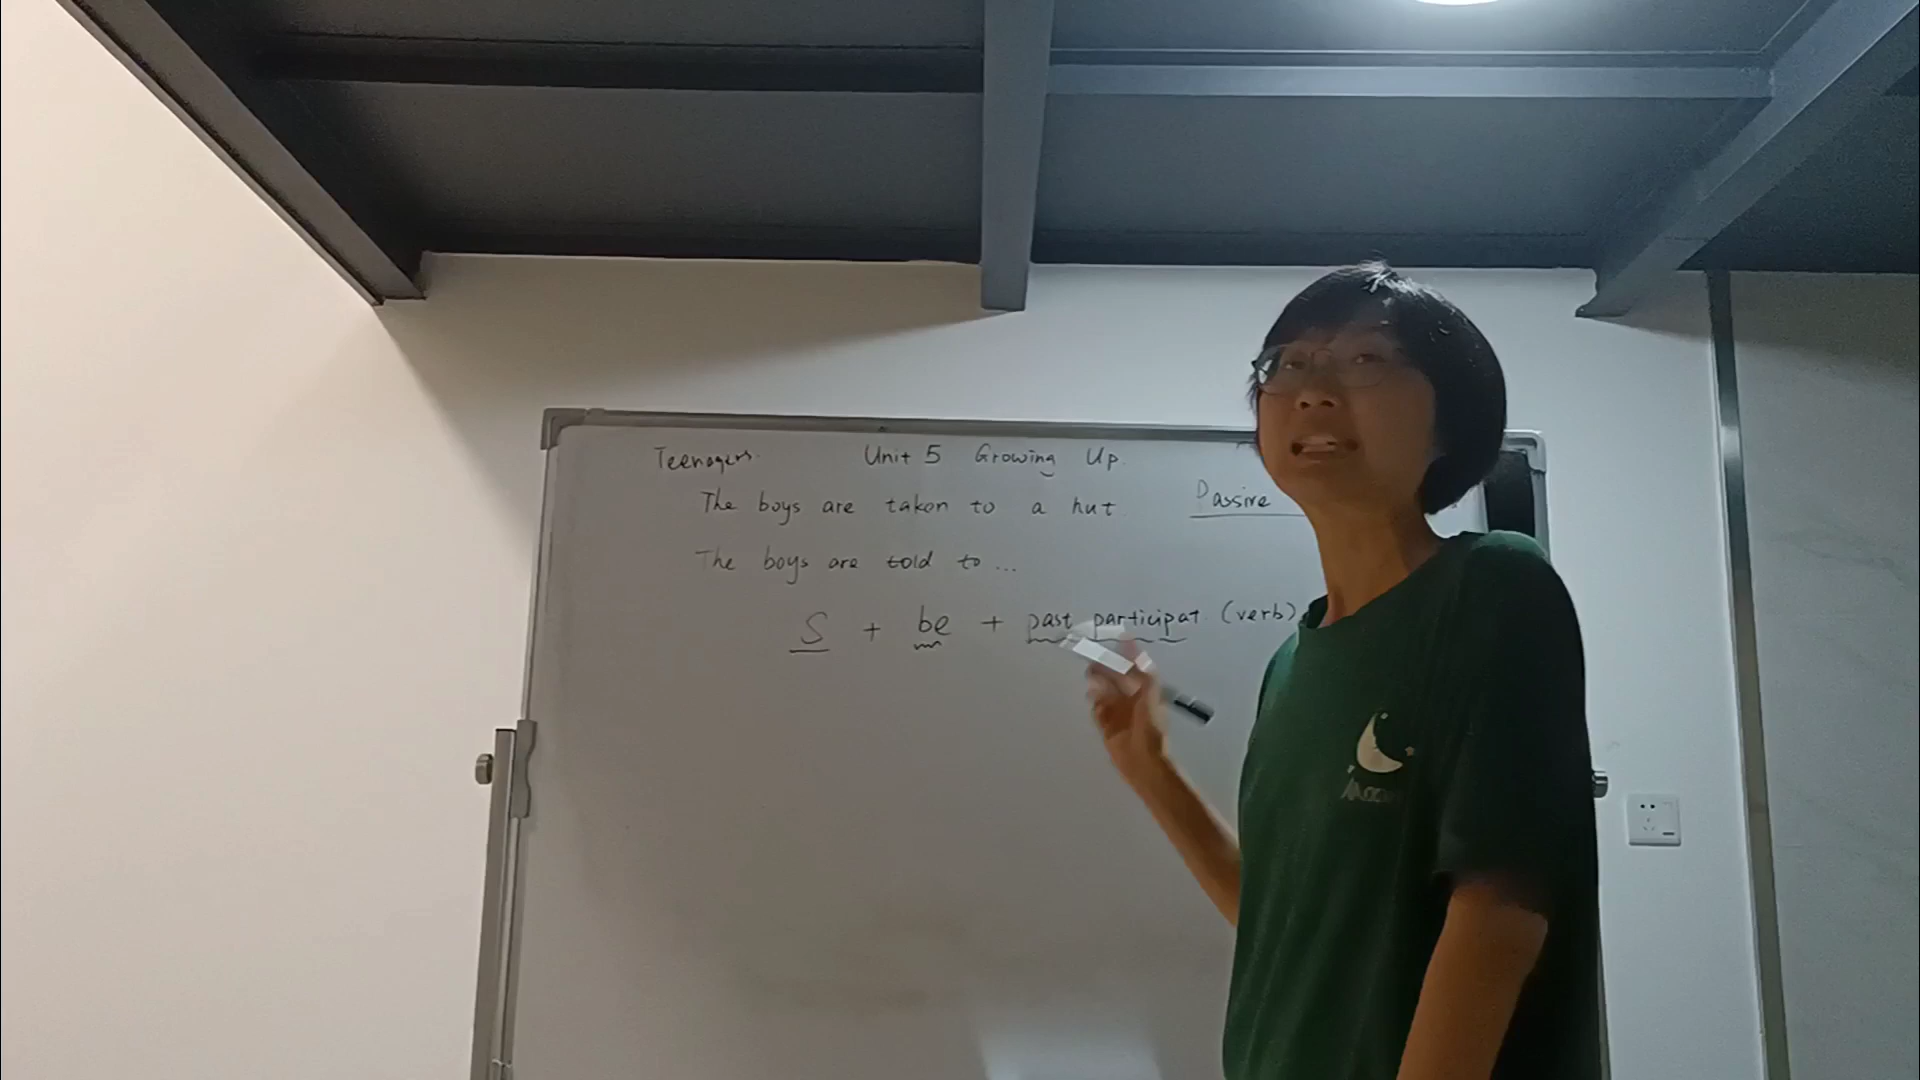 Teenagers. Unit 5 Growing Up.
The boys are taken to a hut Passive
The boys are told to ...
S + be + past participat (verb)